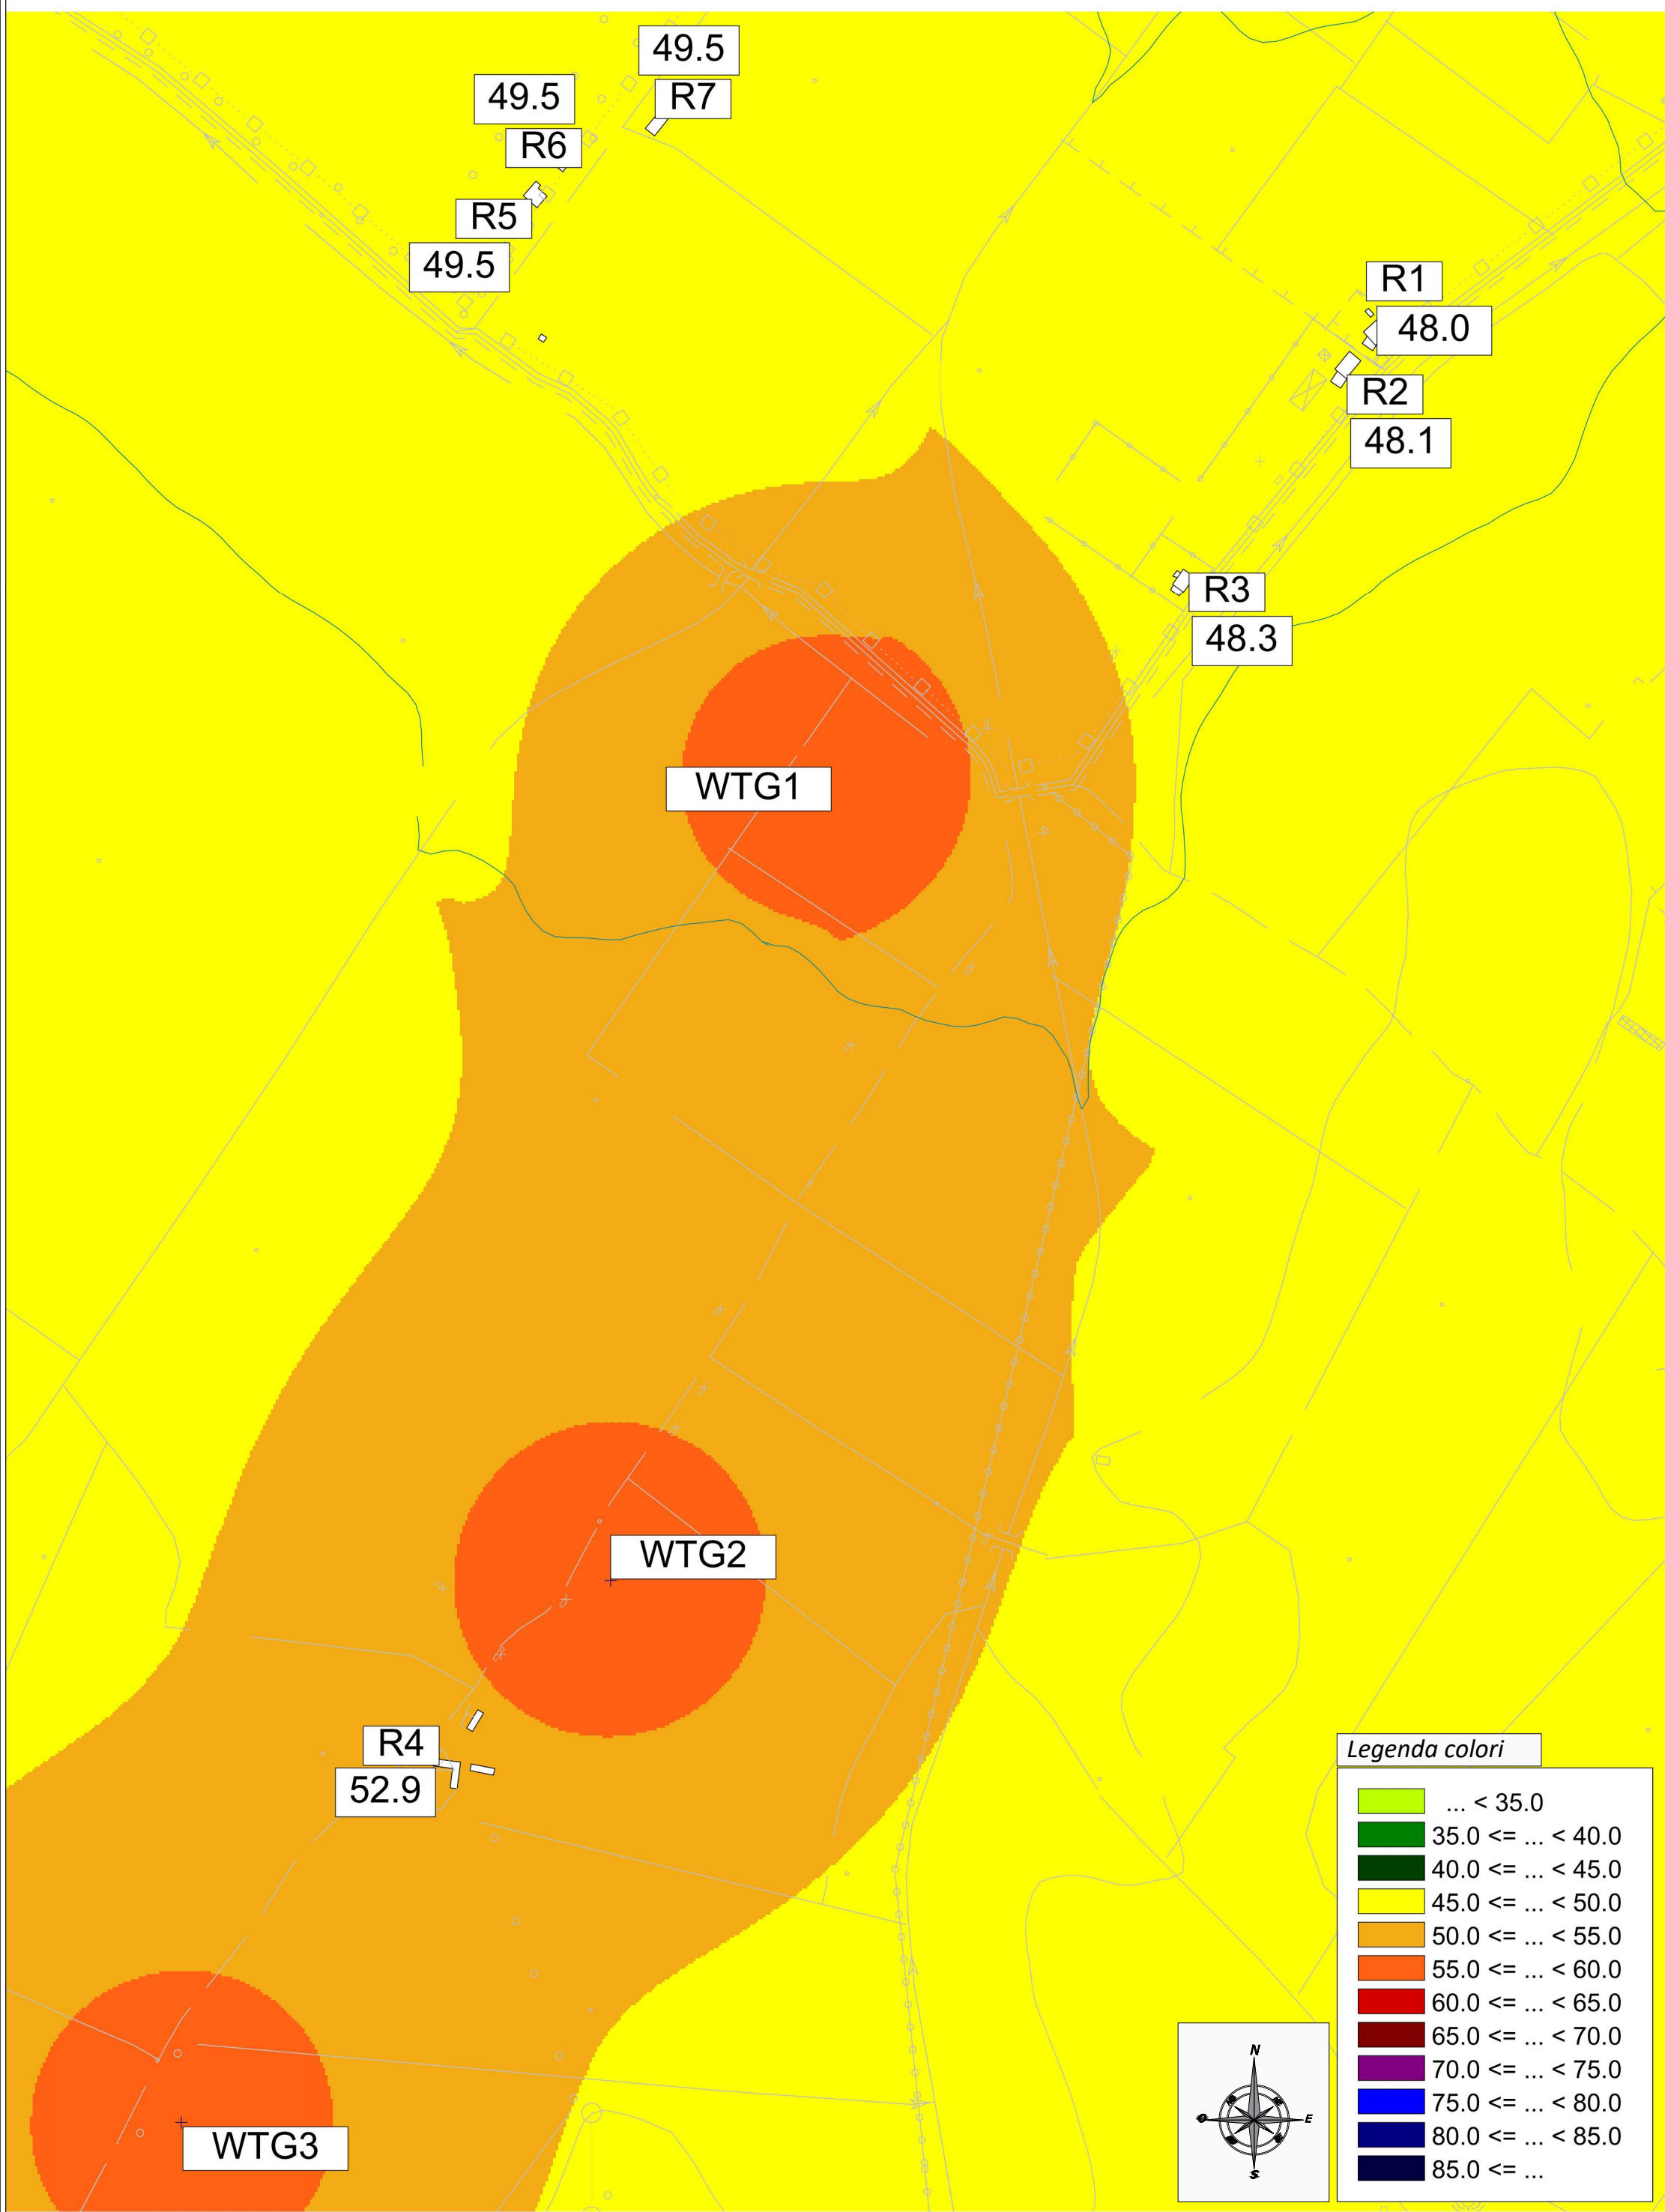 49.5
R7
49.5
R6
R5
49.5
R1
48.0
R2
48.1
R3
48.3
WTG1
WTG2
R4
52.9
WTG3
Legenda colori
... < 35.0
35.0 <= ... < 40.0
40.0 <= ... < 45.0
45.0 <= ... < 50.0
50.0 <= ... < 55.0
55.0 <= ... < 60.0
60.0 <= ... < 65.0
65.0 <= ... < 70.0
70.0 <= ... < 75.0
75.0 <= ... < 80.0
80.0 <= ... < 85.0
85.0 <= ...
N
O E
S